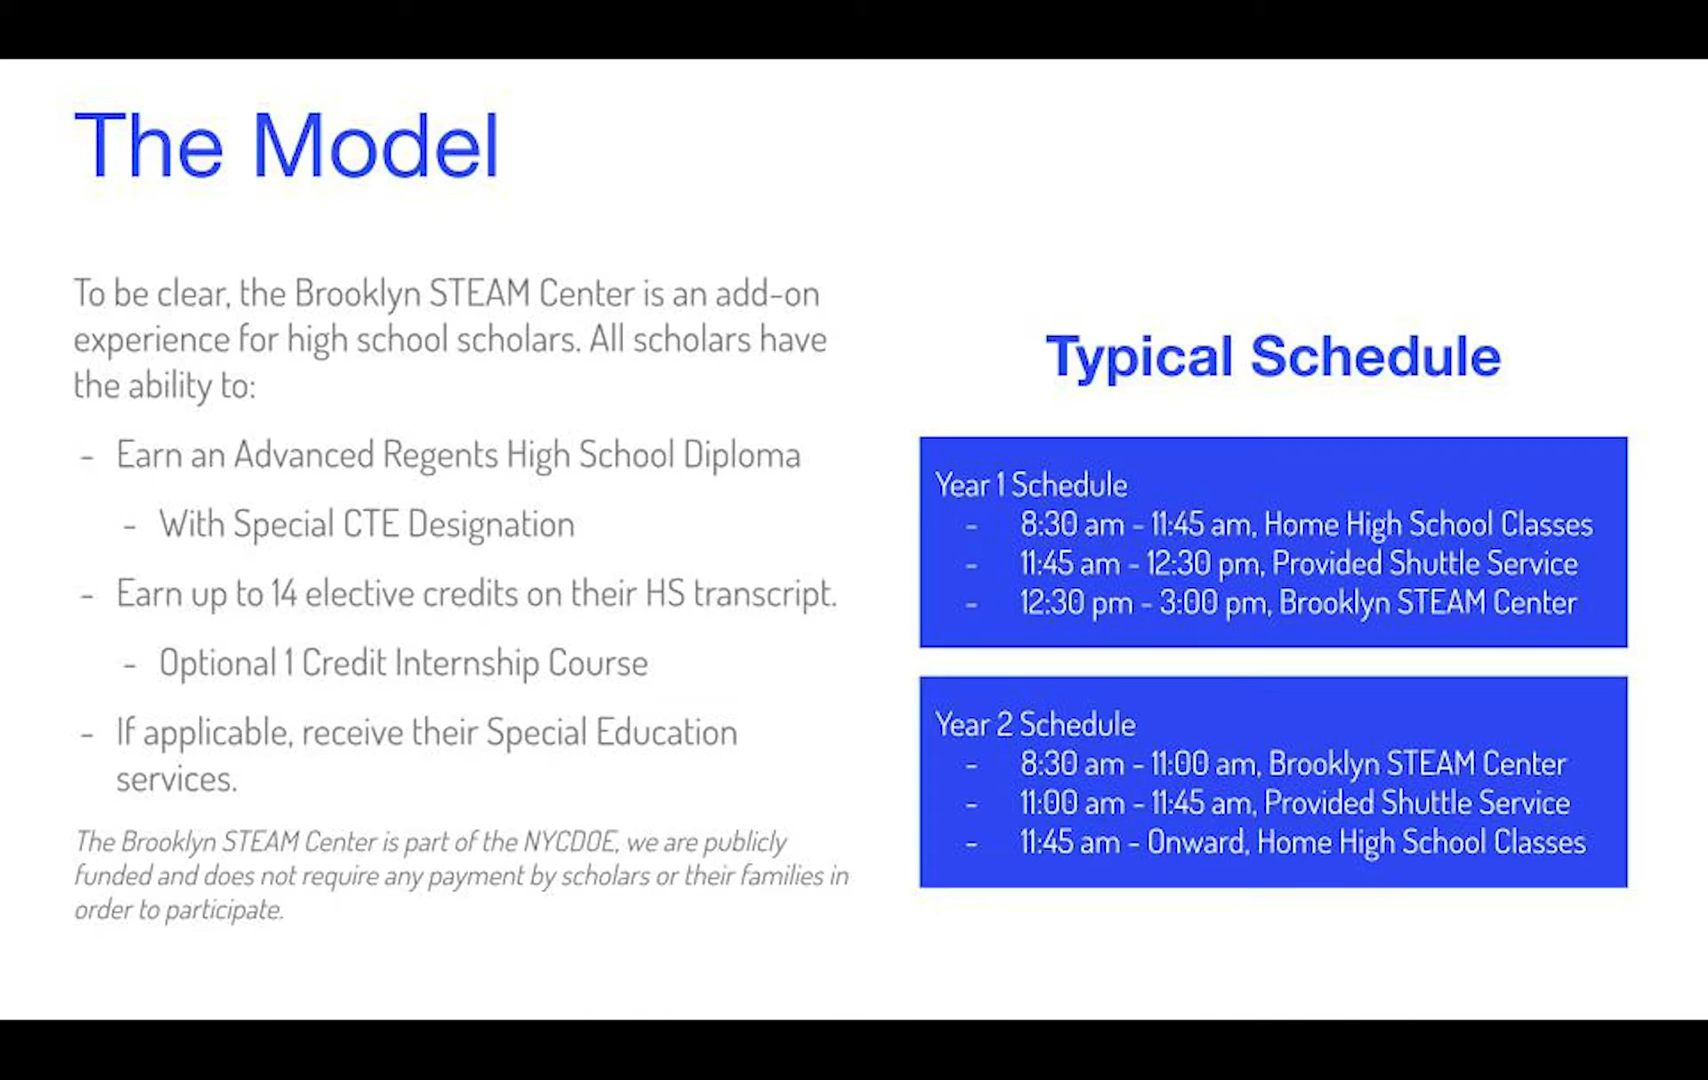 The Model
To be clear, the Brooklyn STEAM Center is an add-on
experience for high school scholars. All scholars have
the ability to:
- Earn an Advanced Regents High School Diploma
- With Special CTE Designation
- Earn up to 14 elective credits on their HS transcript.
- Optional 1 Credit Internship Course
- If applicable, receive their Special Education
services.
The Brooklyn STEAM Center is part of the NYCDOE, we are publicly
funded and does not require any payment by scholars or their families in
order to participate.
Typical Schedule
Year 1 Schedule
- 8:30 am - 11:45 am, Home High School Classes
- 11:45 am - 12:30 pm, Provided Shuttle Service
- 12:30 pm - 3:00 pm, Brooklyn STEAM Center
Year 2 Schedule
- 8:30 am - 11:00 am, Brooklyn STEAM Center
- 11:00 am - 11:45 am, Provided Shuttle Service
- 11:45 am - Onward, Home High School Classes